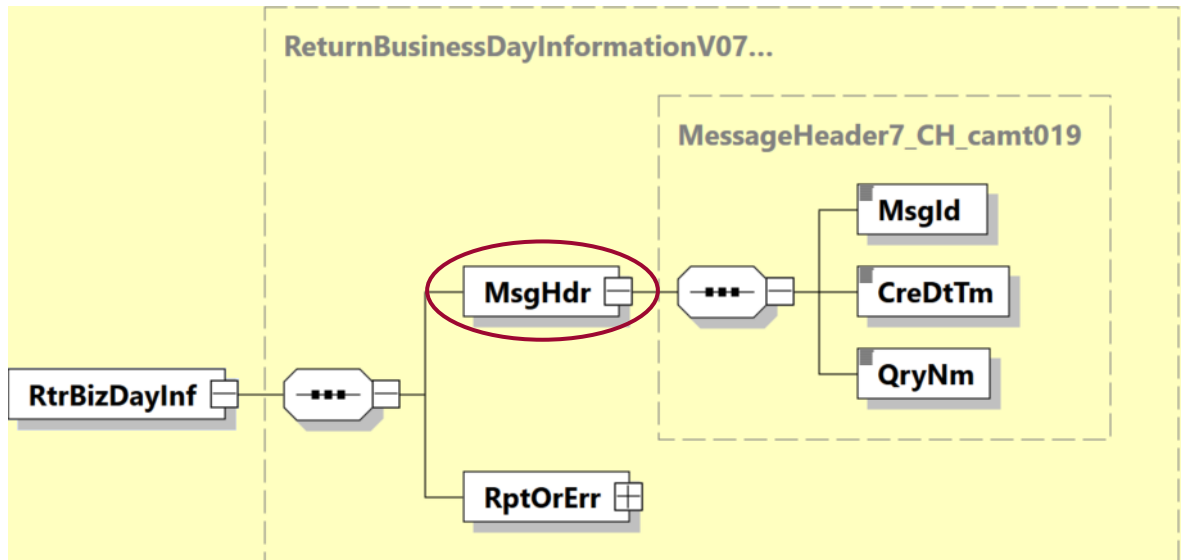 ReturnBusinessDayInformationV07...
MessageHeader7_CH_camt019
MsgId
MsgHdr
CreDtTm
QryNm
RtrBizDayInf
RptOrErr